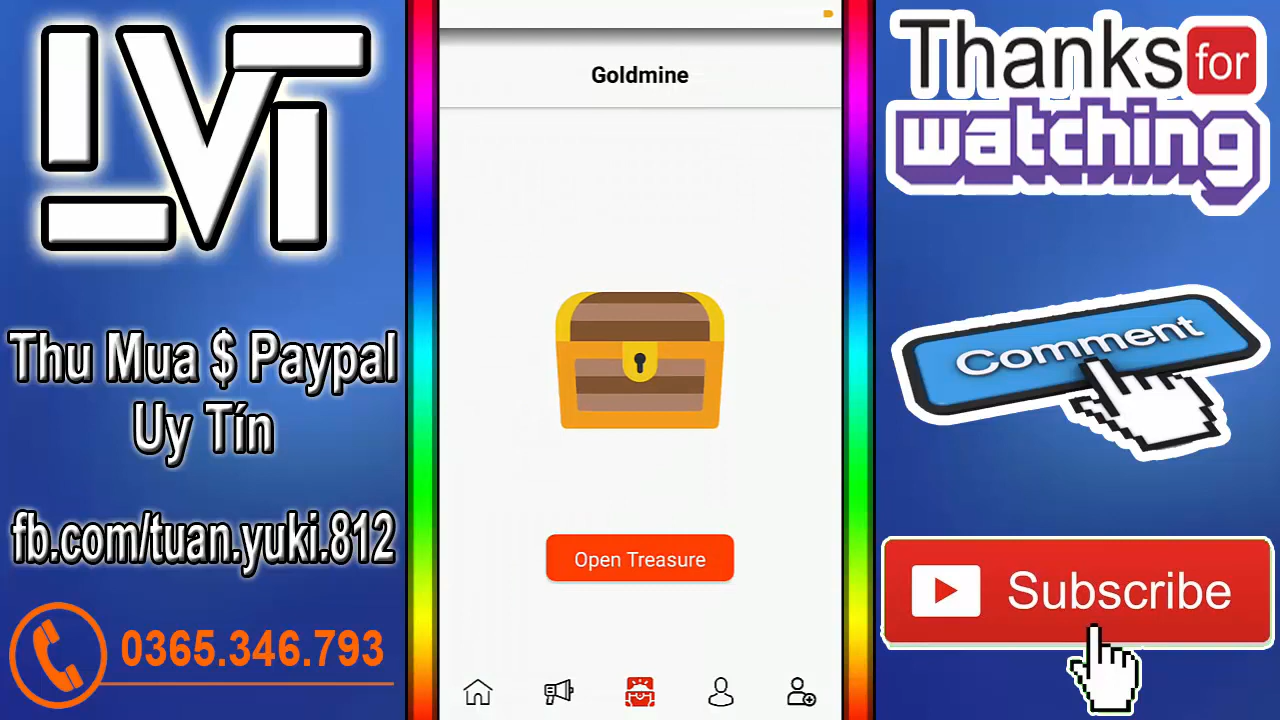 LVT
Thu Mua $ Paypal
Uy Tín
fb.com/tuan.yuki.812
0365.346.793
Goldmine
Open Treasure
Thanks for
watching
Comment
Subscribe